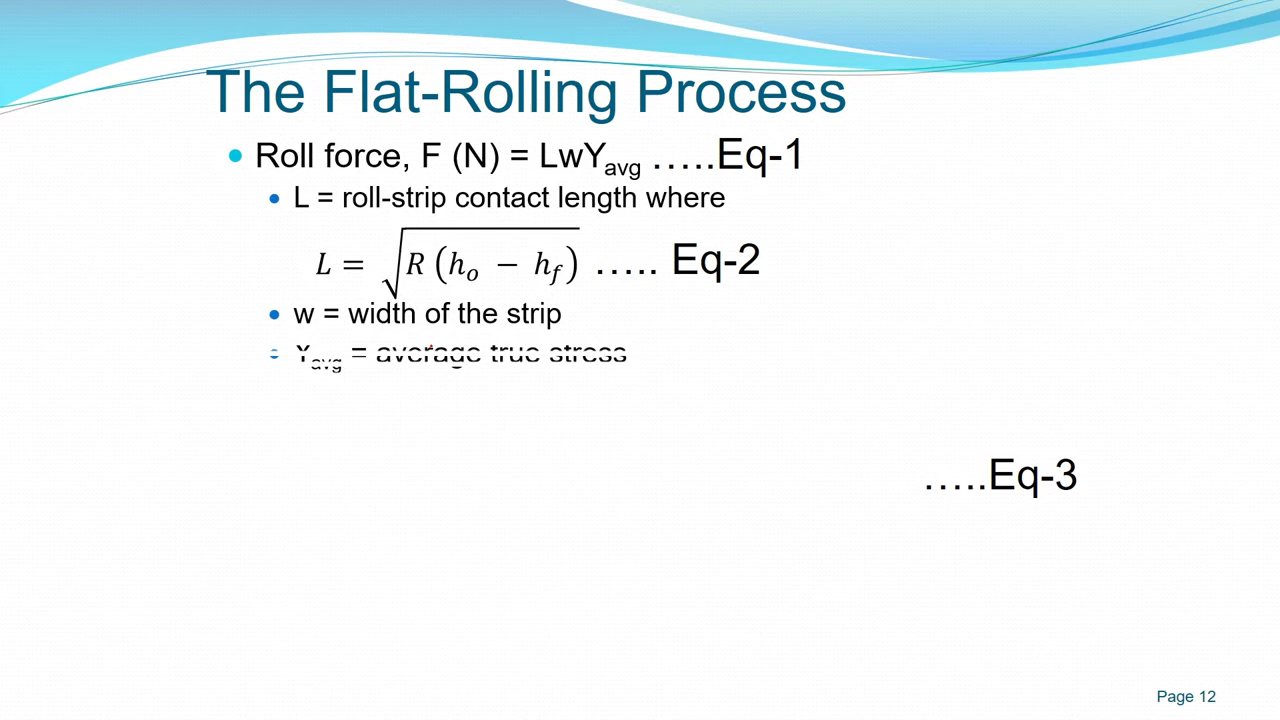 The Flat-Rolling Process
Roll force, F (N) = LwYavg …..Eq-1
L = roll-strip contact length where
L = √R (ho − hf) ….. Eq-2
w = width of the strip
Yavg = average true stress
…..Eq-3
Page 12